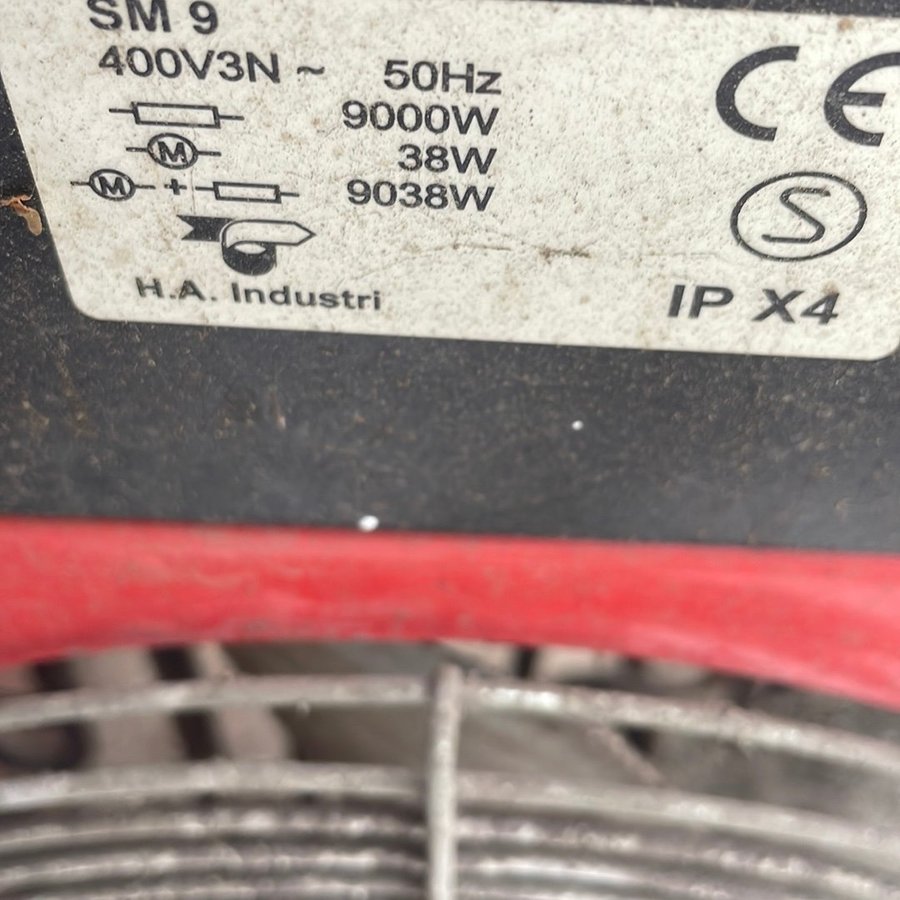 SM 9
400V3N ~ 50Hz
9000W
M 38W
M + 9038W
H.A. Industri
CE
S
IP X4